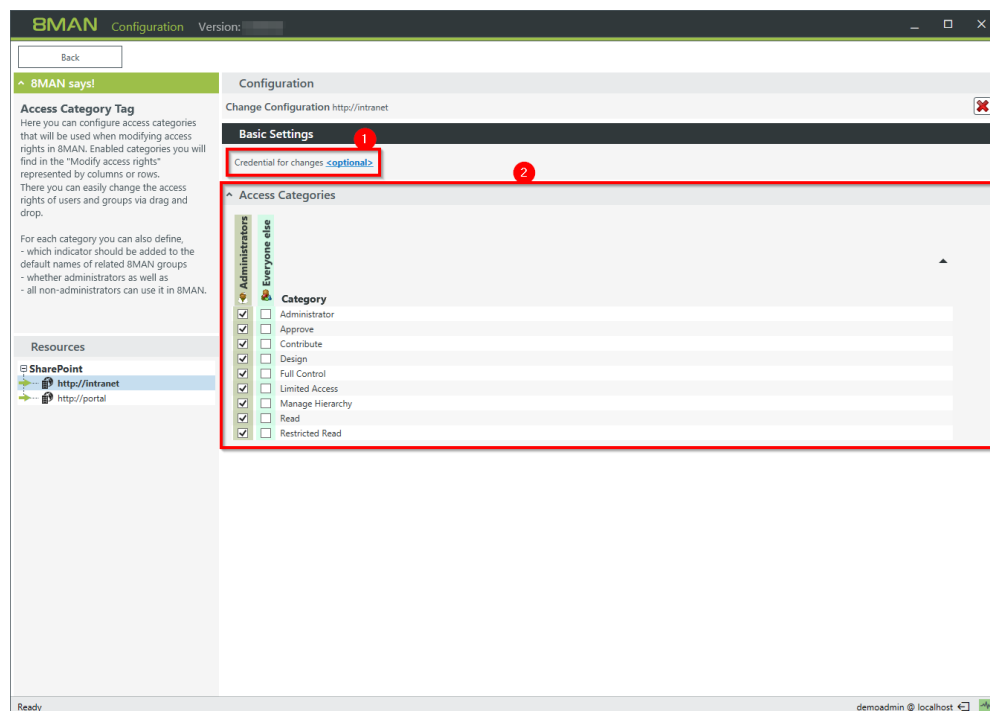 8MAN Configuration Version:
Back
8MAN says!
Access Category Tag
Here you can configure access categories
that will be used when modifying access
rights in 8MAN. Enabled categories you will
find in the "Modify access rights"
represented by columns or rows.
There you can easily change the access
rights of users and groups via drag and
drop.
For each category you can also define,
- which indicator should be added to the
default names of related 8MAN groups
- whether administrators as well as
- all non-administrators can use it in 8MAN.
Resources
SharePoint
http://intranet
http://portal
Configuration
Change Configuration http://intranet
Basic Settings
1
Credential for changes <optional>
2
Access Categories
Administrators
Everyone else
Category
Administrator
Approve
Contribute
Design
Full Control
Limited Access
Manage Hierarchy
Read
Restricted Read
Ready
demoadmin @ localhost